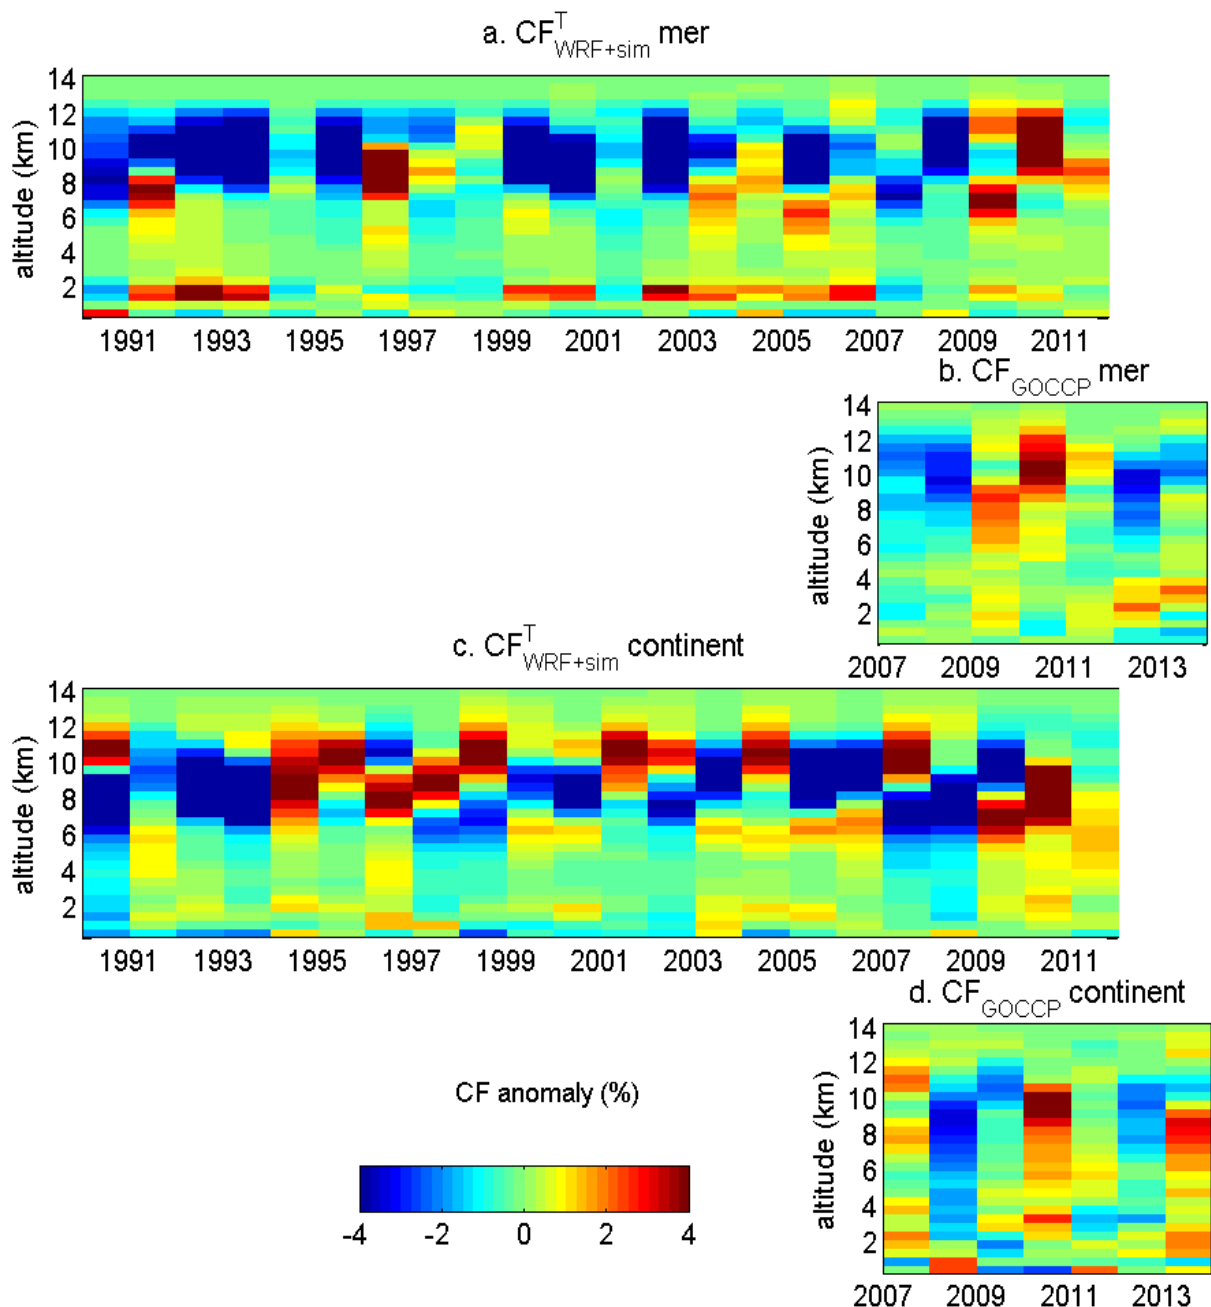 a. CF^T_WRF+sim mer
altitude (km)
14
12
10
8
6
4
2
1991 1993 1995 1997 1999 2001 2003 2005 2007 2009 2011
b. CF_GOCCP mer
altitude (km)
14
12
10
8
6
4
2
2007 2009 2011 2013
c. CF^T_WRF+sim continent
altitude (km)
14
12
10
8
6
4
2
1991 1993 1995 1997 1999 2001 2003 2005 2007 2009 2011
d. CF_GOCCP continent
altitude (km)
14
12
10
8
6
4
2
2007 2009 2011 2013
CF anomaly (%)
-4 -2 0 2 4